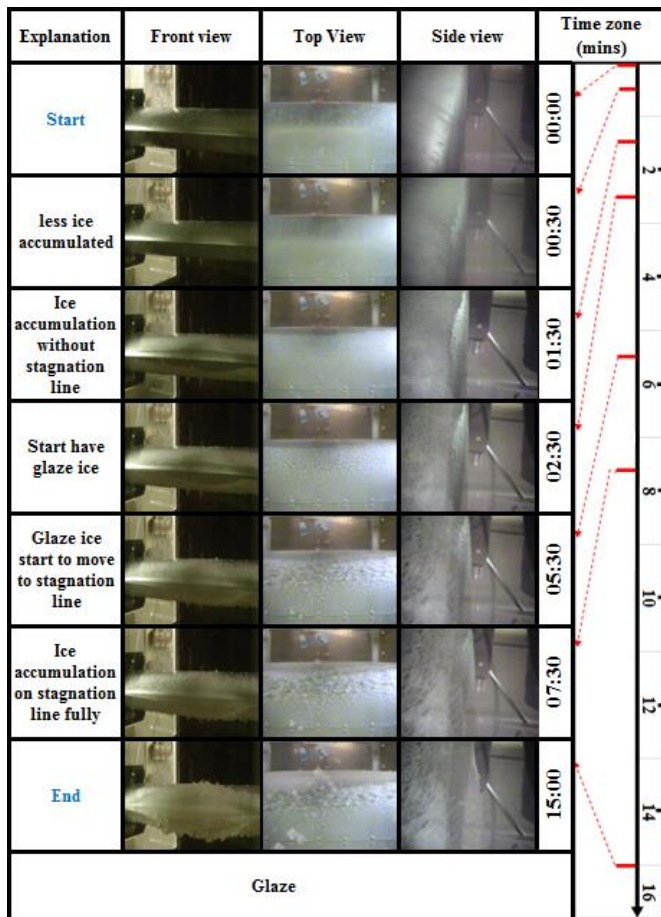 Explanation
Front view
Top View
Side view
Time zone
(mins)
Start
00:00
less ice
accumulated
00:30
Ice
accumulation
without
stagnation
line
01:30
Start have
glaze ice
02:30
Glaze ice
start to move
to stagnation
line
05:30
Ice
accumulation
on stagnation
line fully
07:30
End
15:00
Glaze
2
4
6
8
10
12
14
16